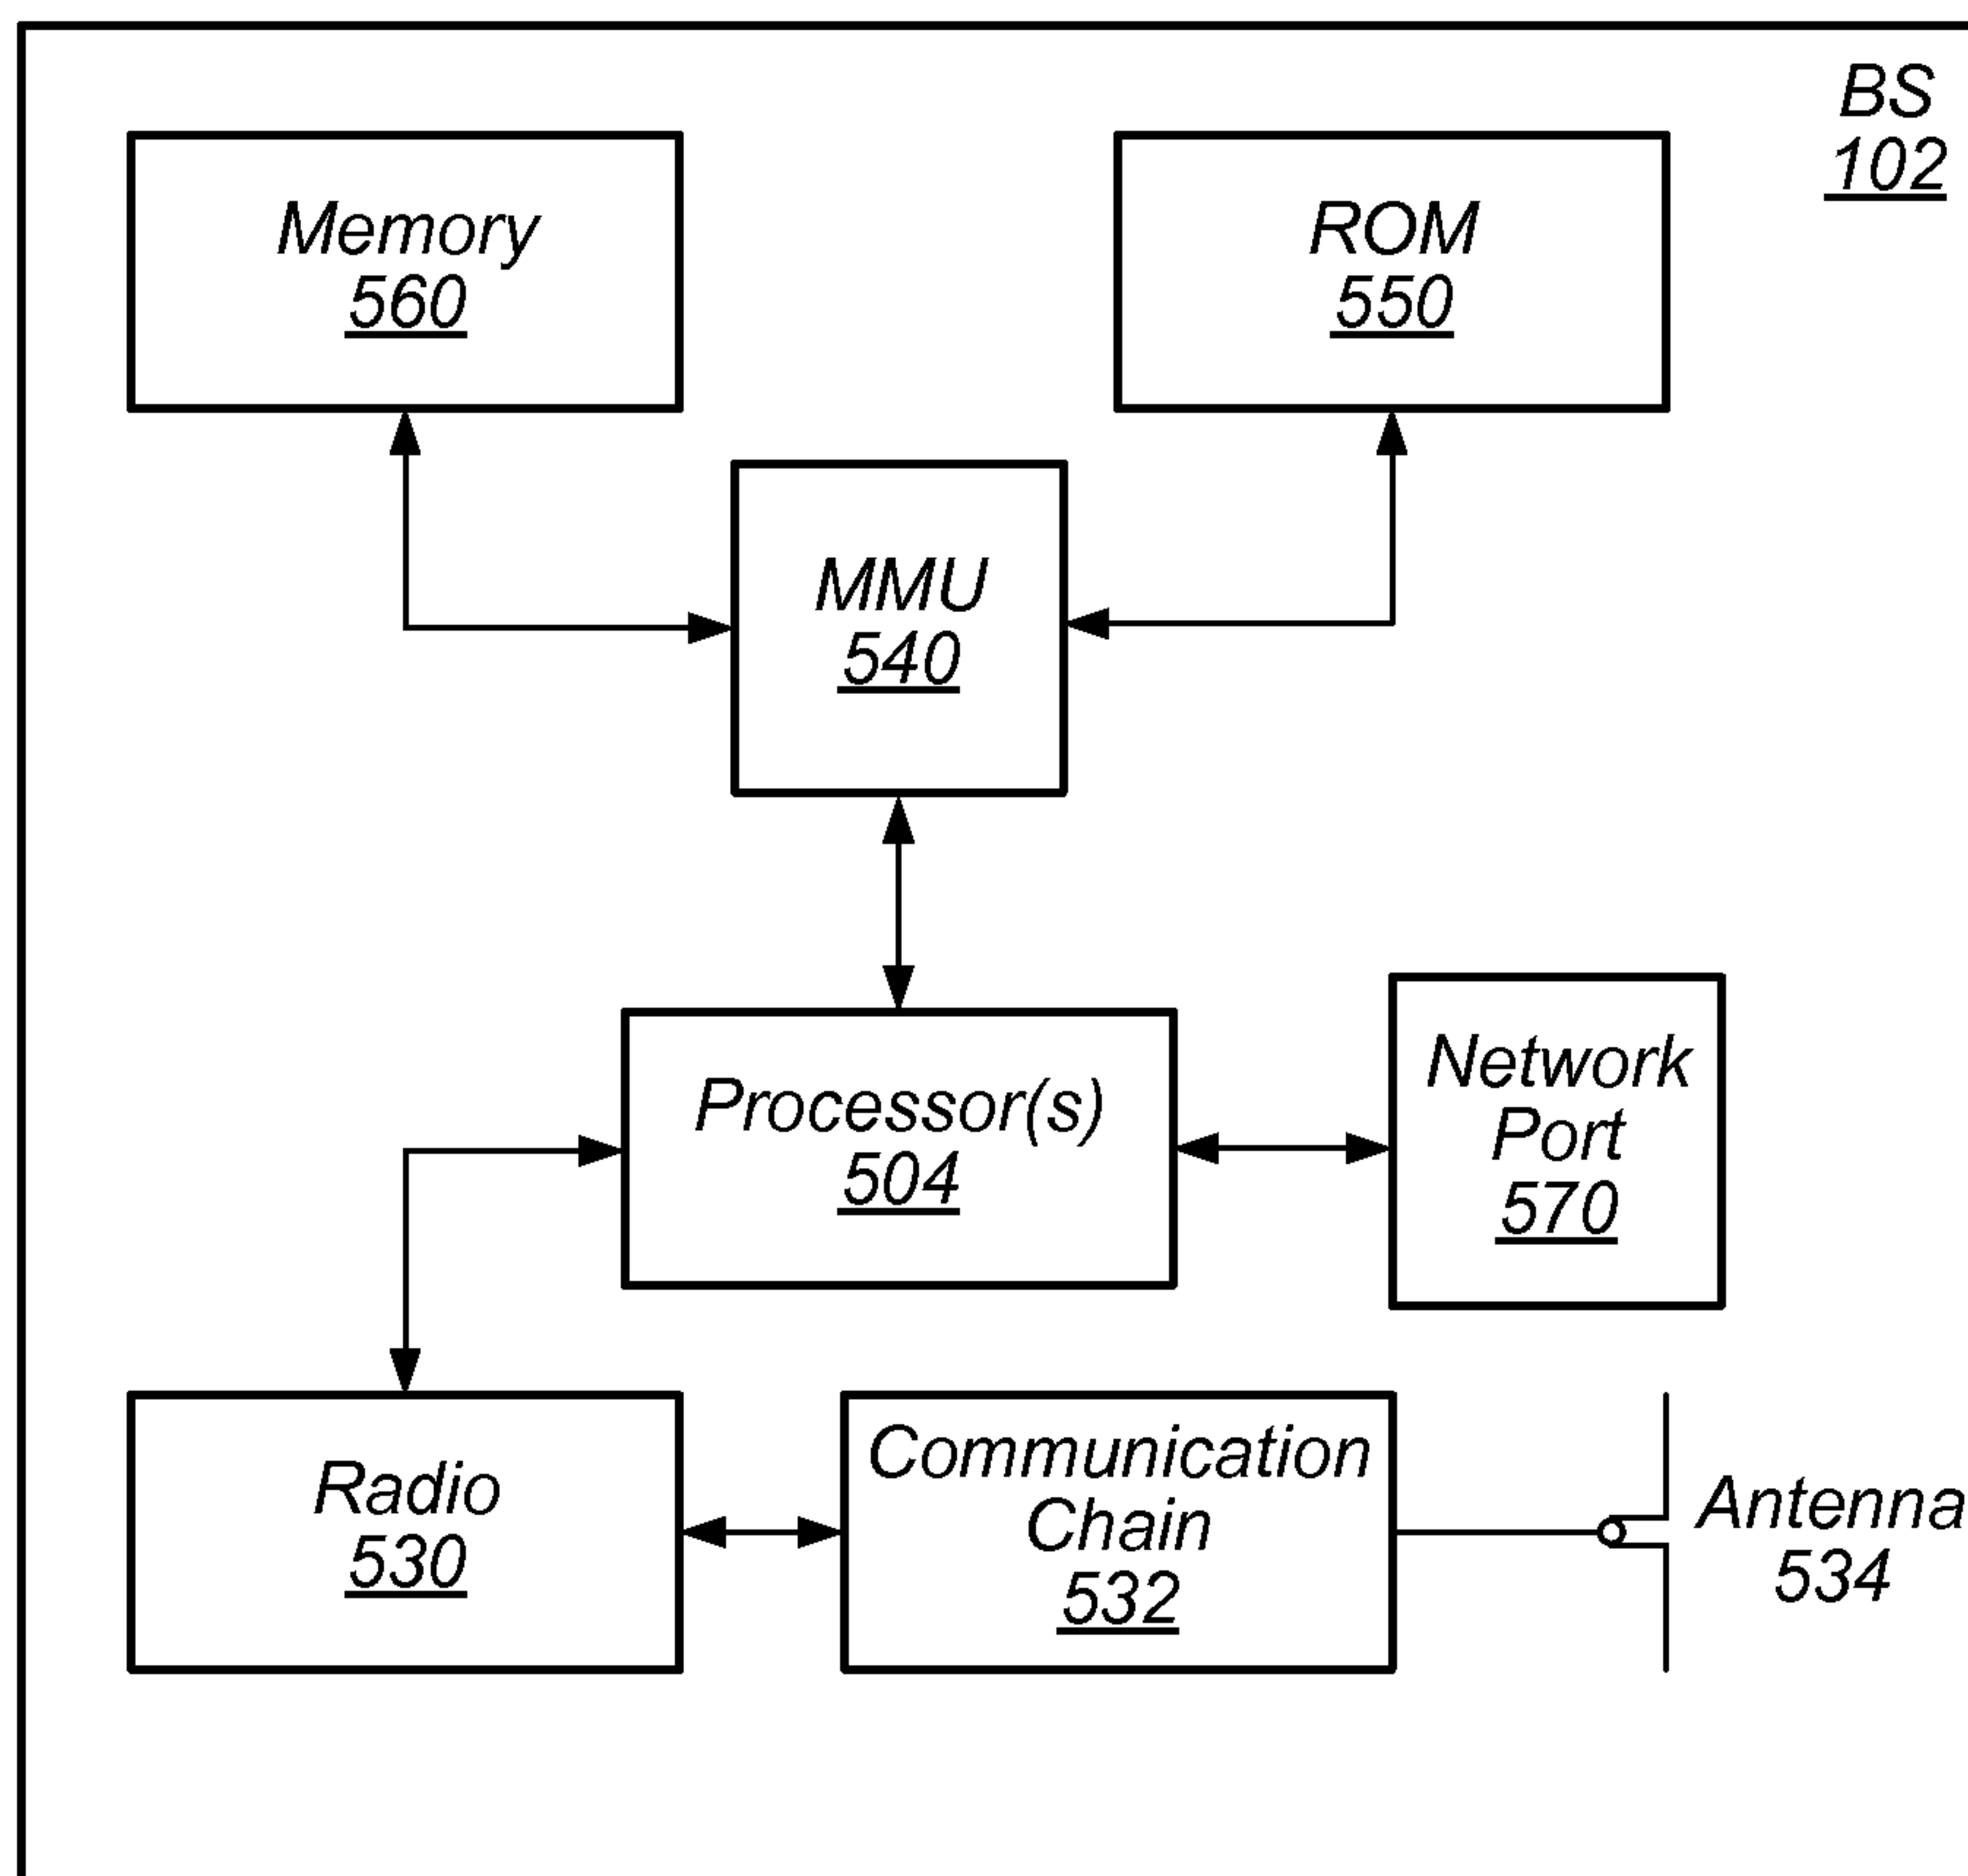 BS
102
Memory
560
ROM
550
MMU
540
Processor(s)
504
Network
Port
570
Radio
530
Communication
Chain
532
Antenna
534